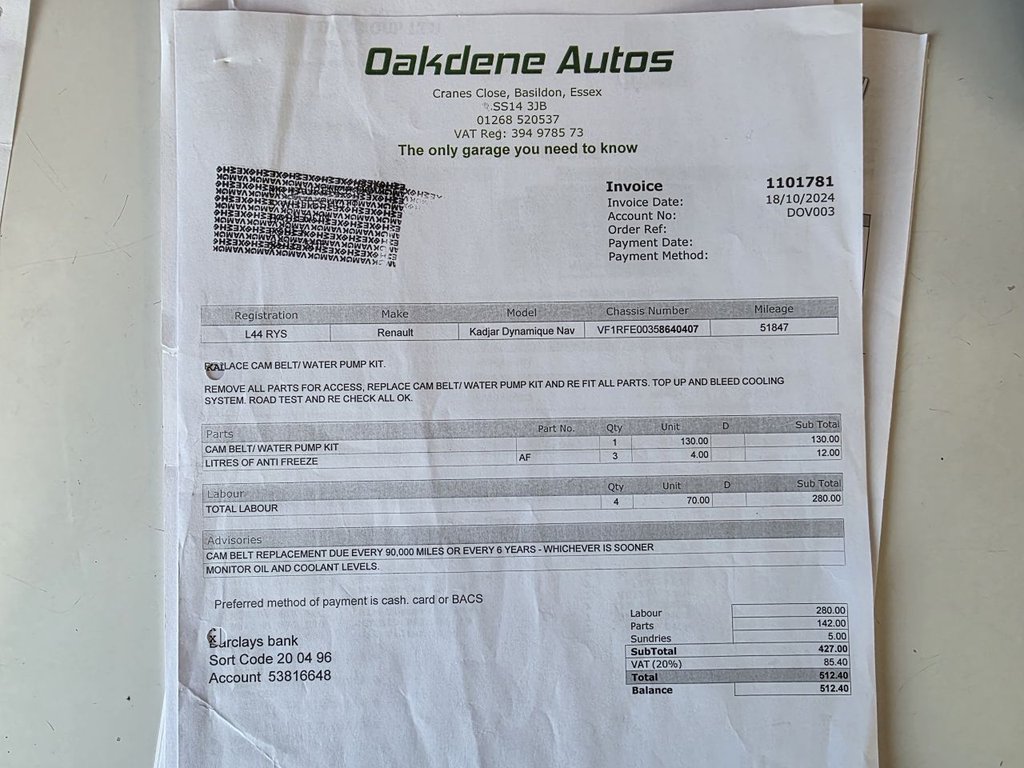 Oakdene Autos
Cranes Close, Basildon, Essex
SS14 3JB
01268 520537
VAT Reg: 394 9785 73
The only garage you need to know
Invoice 1101781
Invoice Date: 18/10/2024
Account No: DOV003
Order Ref:
Payment Date:
Payment Method:
Registration Make Model Chassis Number Mileage
L44 RYS Renault Kadjar Dynamique Nav VF1RFE00358640407 51847
REPLACE CAM BELT/ WATER PUMP KIT.
REMOVE ALL PARTS FOR ACCESS, REPLACE CAM BELT/ WATER PUMP KIT AND RE FIT ALL PARTS. TOP UP AND BLEED COOLING
SYSTEM. ROAD TEST AND RE CHECK ALL OK.
Parts Part No. Qty Unit D Sub Total
CAM BELT/ WATER PUMP KIT 1 130.00 130.00
LITRES OF ANTI FREEZE AF 3 4.00 12.00
Labour Qty Unit D Sub Total
TOTAL LABOUR 4 70.00 280.00
Advisories
CAM BELT REPLACEMENT DUE EVERY 90,000 MILES OR EVERY 6 YEARS - WHICHEVER IS SOONER
MONITOR OIL AND COOLANT LEVELS.
Preferred method of payment is cash. card or BACS
Barclays bank
Sort Code 20 04 96
Account 53816648
Labour 280.00
Parts 142.00
Sundries 5.00
SubTotal 427.00
VAT (20%) 85.40
Total 512.40
Balance 512.40